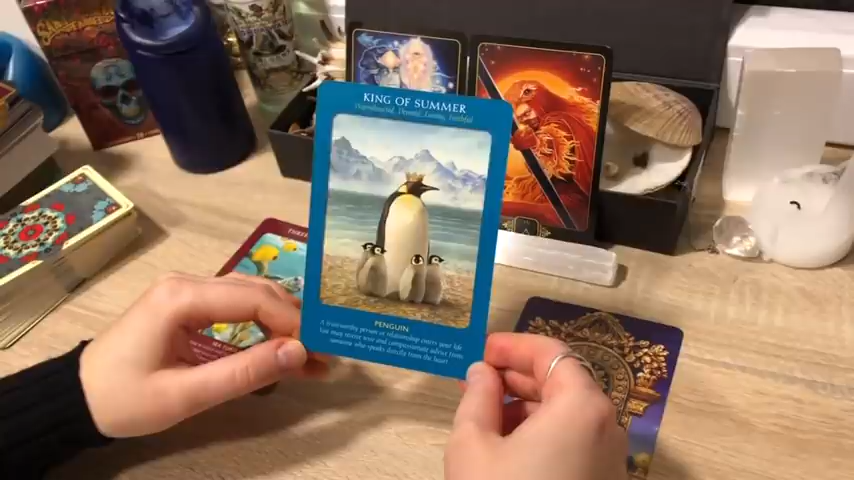 KING OF SUMMER
Devoted, Loving, Faithful
THREE
PENGUIN
A trustworthy person or relationship enters your life
You may receive wise and compassionate advice from
someone who speaks directly from the heart